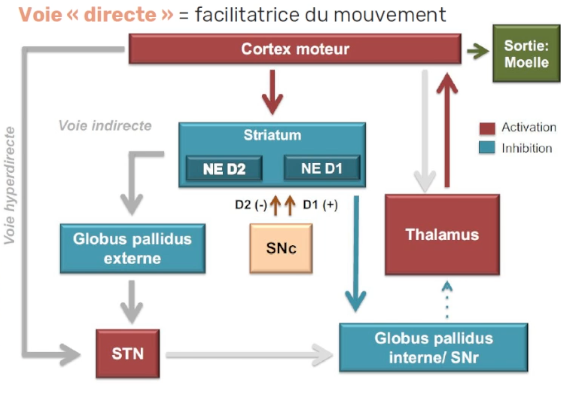 Voie « directe » = facilitatrice du mouvement
Cortex moteur
Sortie:
Moelle
Voie indirecte
Striatum
NE D2
NE D1
Activation
Inhibition
Voie hyperdirecte
D2 (-)
D1 (+)
SNc
Globus pallidus
externe
Thalamus
STN
Globus pallidus
interne/ SNr